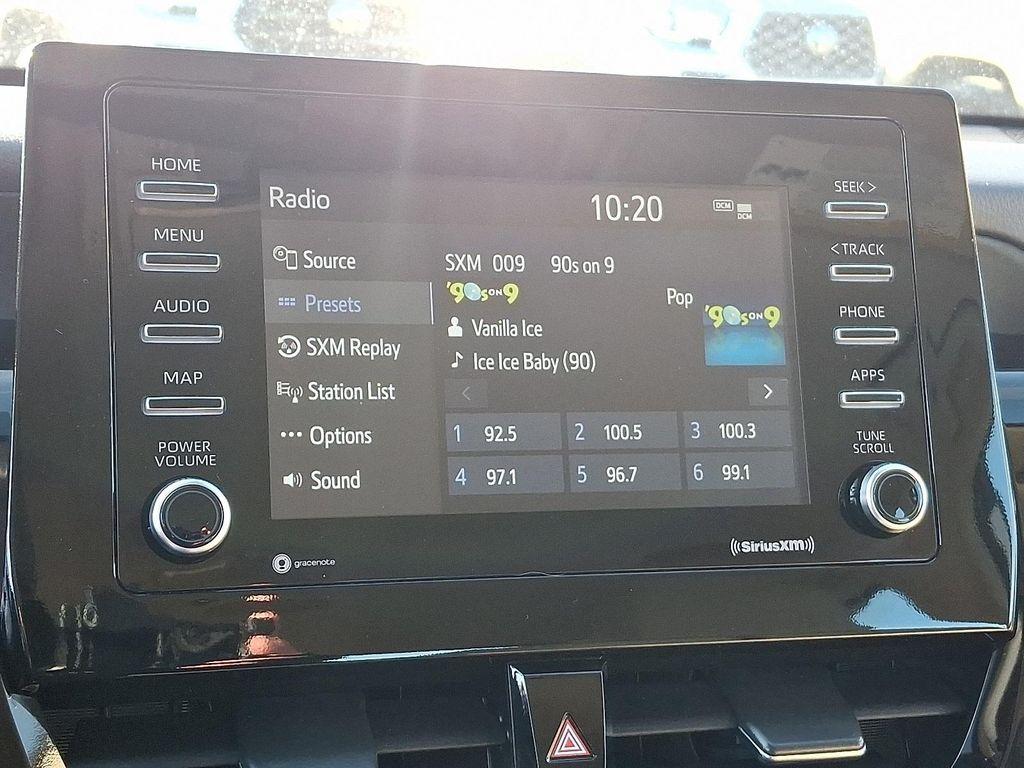 HOME
MENU
AUDIO
MAP
POWER
VOLUME
Radio
10:20
DCM
DCM
Source
Presets
SXM Replay
Station List
Options
Sound
SXM 009 90s on 9
'90s ON 9
Pop
'90s ON 9
Vanilla Ice
Ice Ice Baby (90)
< >
1 92.5 2 100.5 3 100.3
4 97.1 5 96.7 6 99.1
SEEK >
< TRACK
PHONE
APPS
TUNE
SCROLL
gracenote
((SiriusXM))